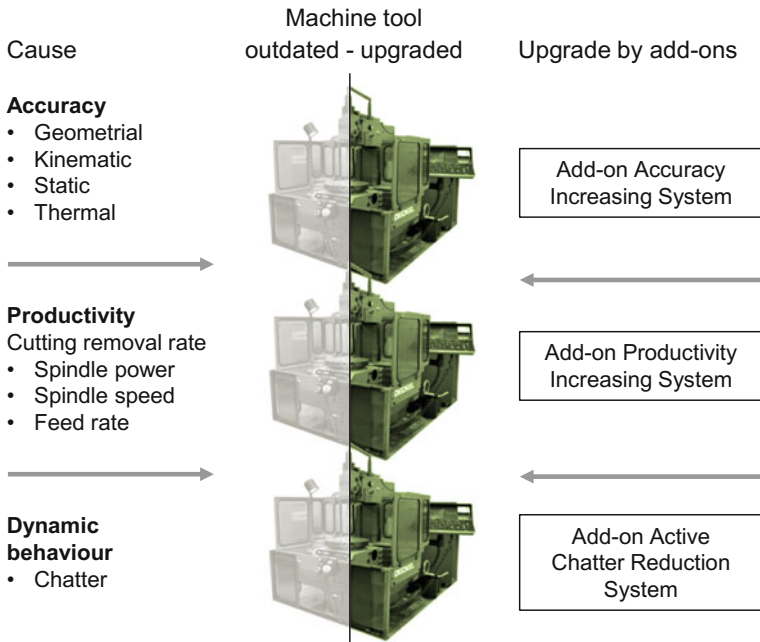 Machine tool
Cause
outdated - upgraded
Upgrade by add-ons
Accuracy
• Geometrial
• Kinematic
• Static
• Thermal
Add-on Accuracy
Increasing System
Productivity
Cutting removal rate
• Spindle power
• Spindle speed
• Feed rate
Add-on Productivity
Increasing System
Dynamic
behaviour
• Chatter
Add-on Active
Chatter Reduction
System